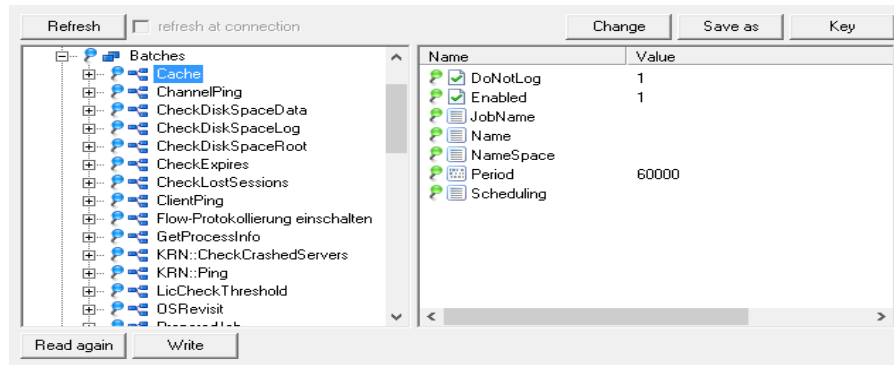 Refresh refresh at connection Change Save as Key
Batches
Cache
ChannelPing
CheckDiskSpaceData
CheckDiskSpaceLog
CheckDiskSpaceRoot
CheckExpires
CheckLostSessions
ClientPing
Flow-Protokollierung einschalten
GetProcessInfo
KRN::CheckCrashedServers
KRN::Ping
LicCheckThreshold
OSRevisit
Name Value
DoNotLog 1
Enabled 1
JobName
Name
NameSpace
Period 60000
Scheduling
Read again Write